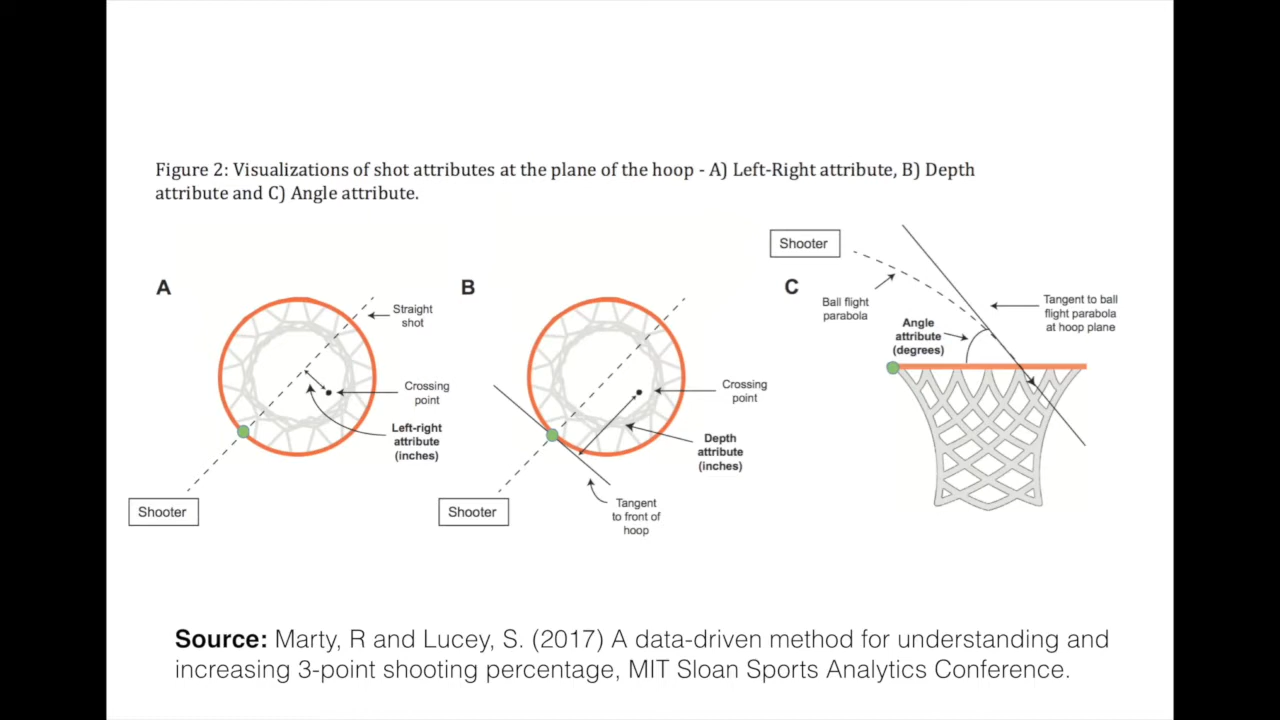 Figure 2: Visualizations of shot attributes at the plane of the hoop - A) Left-Right attribute, B) Depth
attribute and C) Angle attribute.
A
Straight
shot
Crossing
point
Left-right
attribute
(inches)
Shooter
B
Crossing
point
Depth
attribute
(inches)
Tangent
to front of
hoop
Shooter
C
Shooter
Ball flight
parabola
Angle
attribute
(degrees)
Tangent to ball
flight parabola
at hoop plane
Source: Marty, R and Lucey, S. (2017) A data-driven method for understanding and
increasing 3-point shooting percentage, MIT Sloan Sports Analytics Conference.